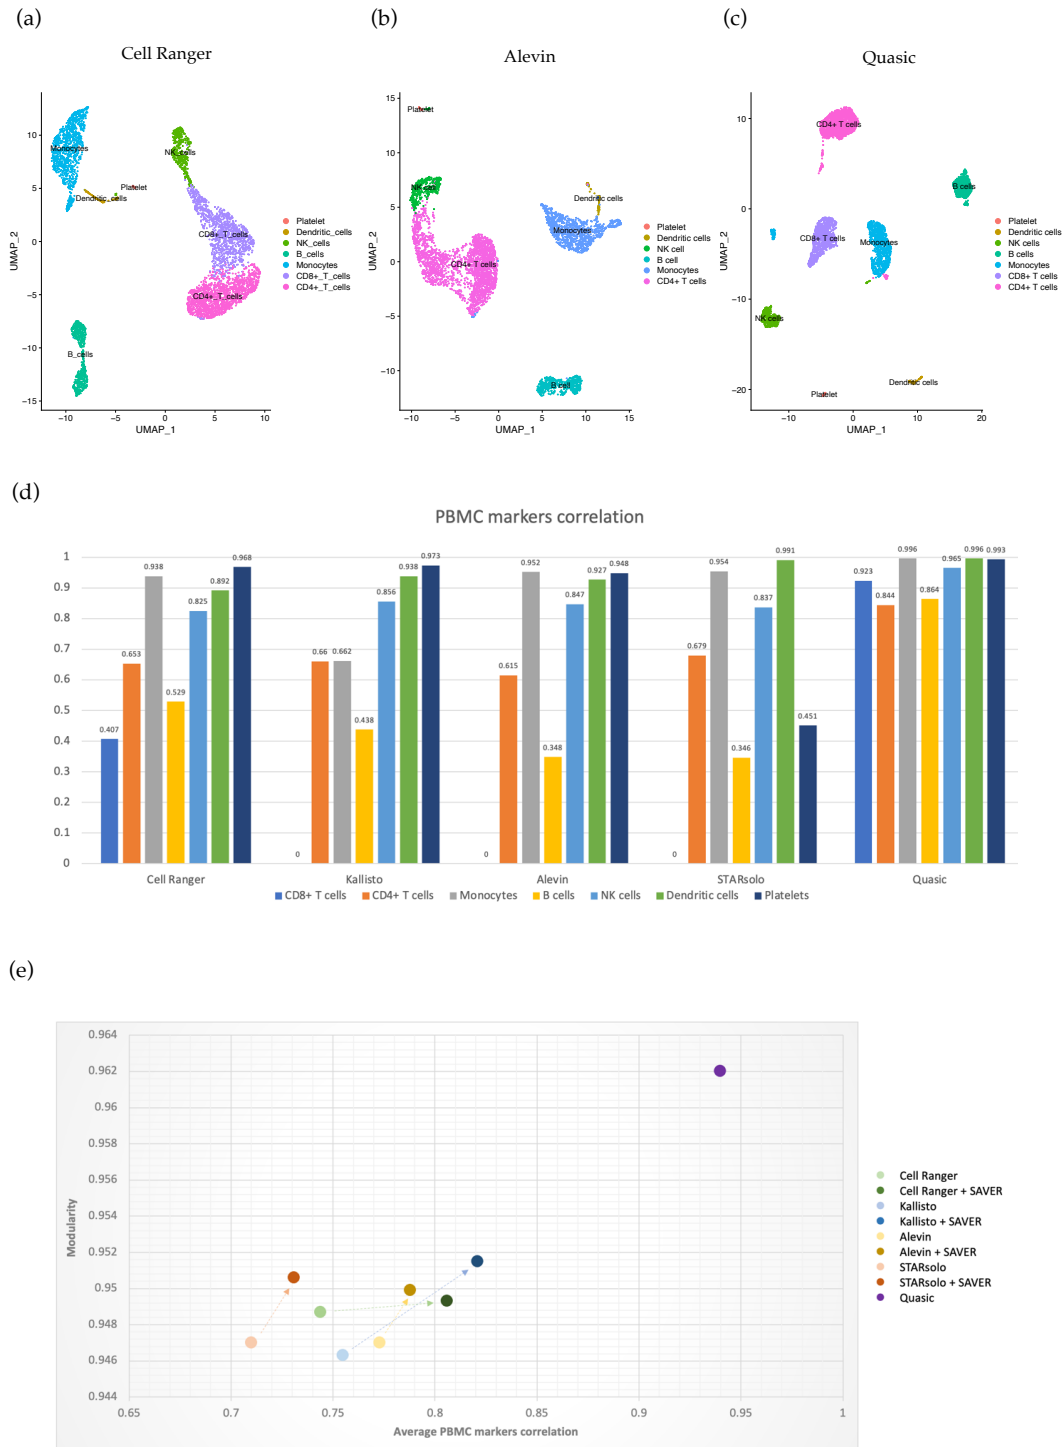 (a)
(b)
(c)
Cell Ranger
Alevin
Quasic
Monocytes
NK_cells
Platelet
Dendritic_cells
CD8+_T_cells
CD4+_T_cells
B_cells
10
5
0
−5
−10
−15
−10
−5
0
5
10
UMAP_1
UMAP_2
Platelet
Dendritic_cells
NK_cells
B_cells
Monocytes
CD8+_T_cells
CD4+_T_cells
Platelet
NK cell
Dendritic cells
Monocytes
CD4+ T cells
B cell
15
10
5
0
−5
−10
−10
−5
0
5
10
15
UMAP_1
UMAP_2
Platelet
Dendritic cells
NK cell
B cell
Monocytes
CD4+ T cells
CD4+ T cells
B cells
CD8+ T cells
Monocytes
NK cells
Dendritic cells
Platelet
10
0
−10
−20
−10
0
10
20
UMAP_1
UMAP_2
Platelet
Dendritic cells
NK cells
B cells
Monocytes
CD8+ T cells
CD4+ T cells
(d)
PBMC markers correlation
1
0.9
0.8
0.7
0.6
0.5
0.4
0.3
0.2
0.1
0
0.407
0.653
0.938
0.529
0.825
0.892
0.968
0
0.66
0.662
0.438
0.856
0.938
0.973
0
0.615
0.952
0.348
0.847
0.927
0.948
0
0.679
0.954
0.346
0.837
0.991
0.451
0.923
0.844
0.996
0.864
0.965
0.996
0.993
Cell Ranger
Kallisto
Alevin
STARsolo
Quasic
CD8+ T cells
CD4+ T cells
Monocytes
B cells
NK cells
Dendritic cells
Platelets
(e)
0.964
0.962
0.96
0.958
0.956
0.954
0.952
0.95
0.948
0.946
0.944
Modularity
0.65
0.7
0.75
0.8
0.85
0.9
0.95
1
Average PBMC markers correlation
Cell Ranger
Cell Ranger + SAVER
Kallisto
Kallisto + SAVER
Alevin
Alevin + SAVER
STARsolo
STARsolo + SAVER
Quasic